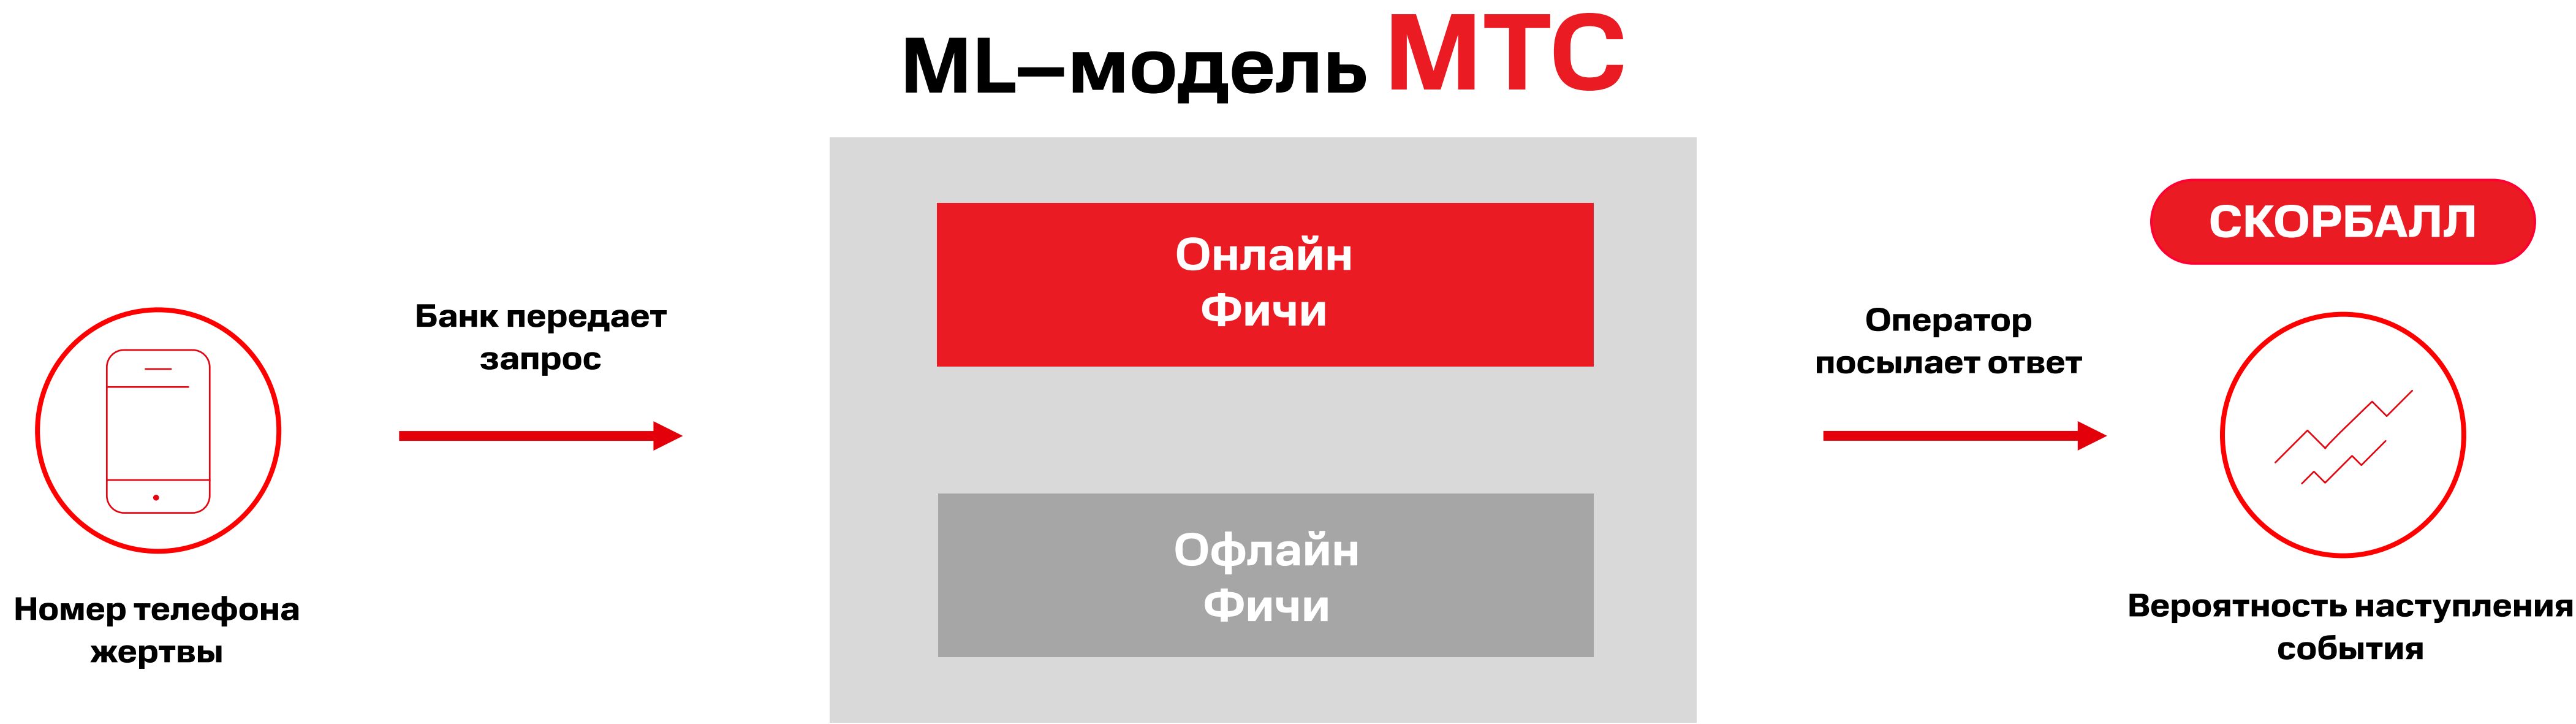 ML–модель МТС
Номер телефона
жертвы
Банк передает
запрос
Онлайн
Фичи
Офлайн
Фичи
Оператор
посылает ответ
СКОРБАЛЛ
Вероятность наступления
события